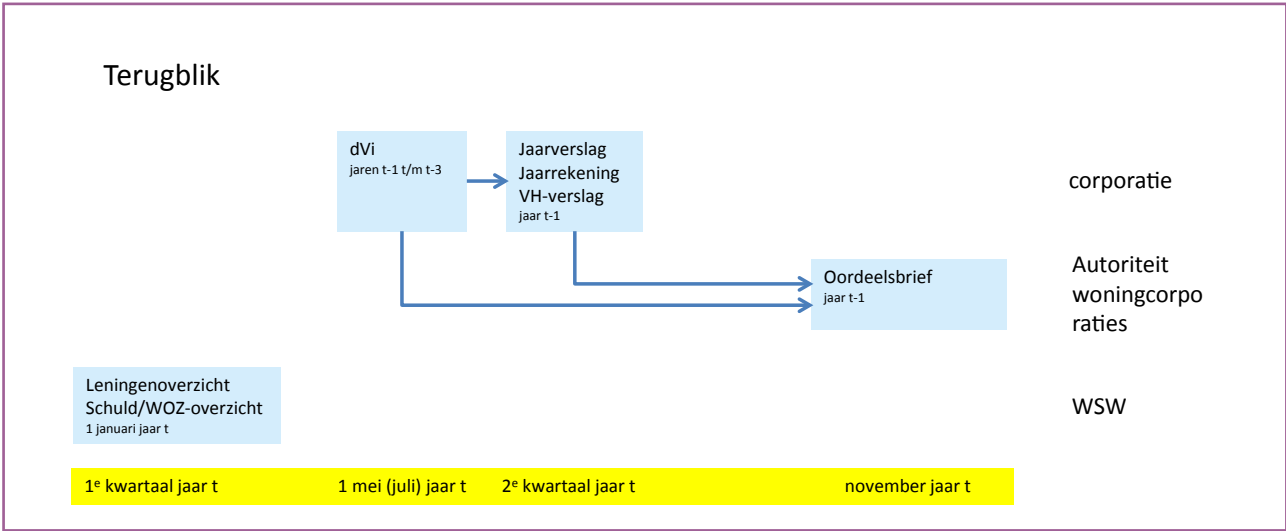 Terugblik
dVi
jaren t-1 t/m t-3
Jaarverslag
Jaarrekening
VH-verslag
jaar t-1
corporatie
Oordeelsbrief
jaar t-1
Autoriteit
woningcorpo
raties
Leningenoverzicht
Schuld/WOZ-overzicht
1 januari jaar t
WSW
1e kwartaal jaar t
1 mei (juli) jaar t
2e kwartaal jaar t
november jaar t